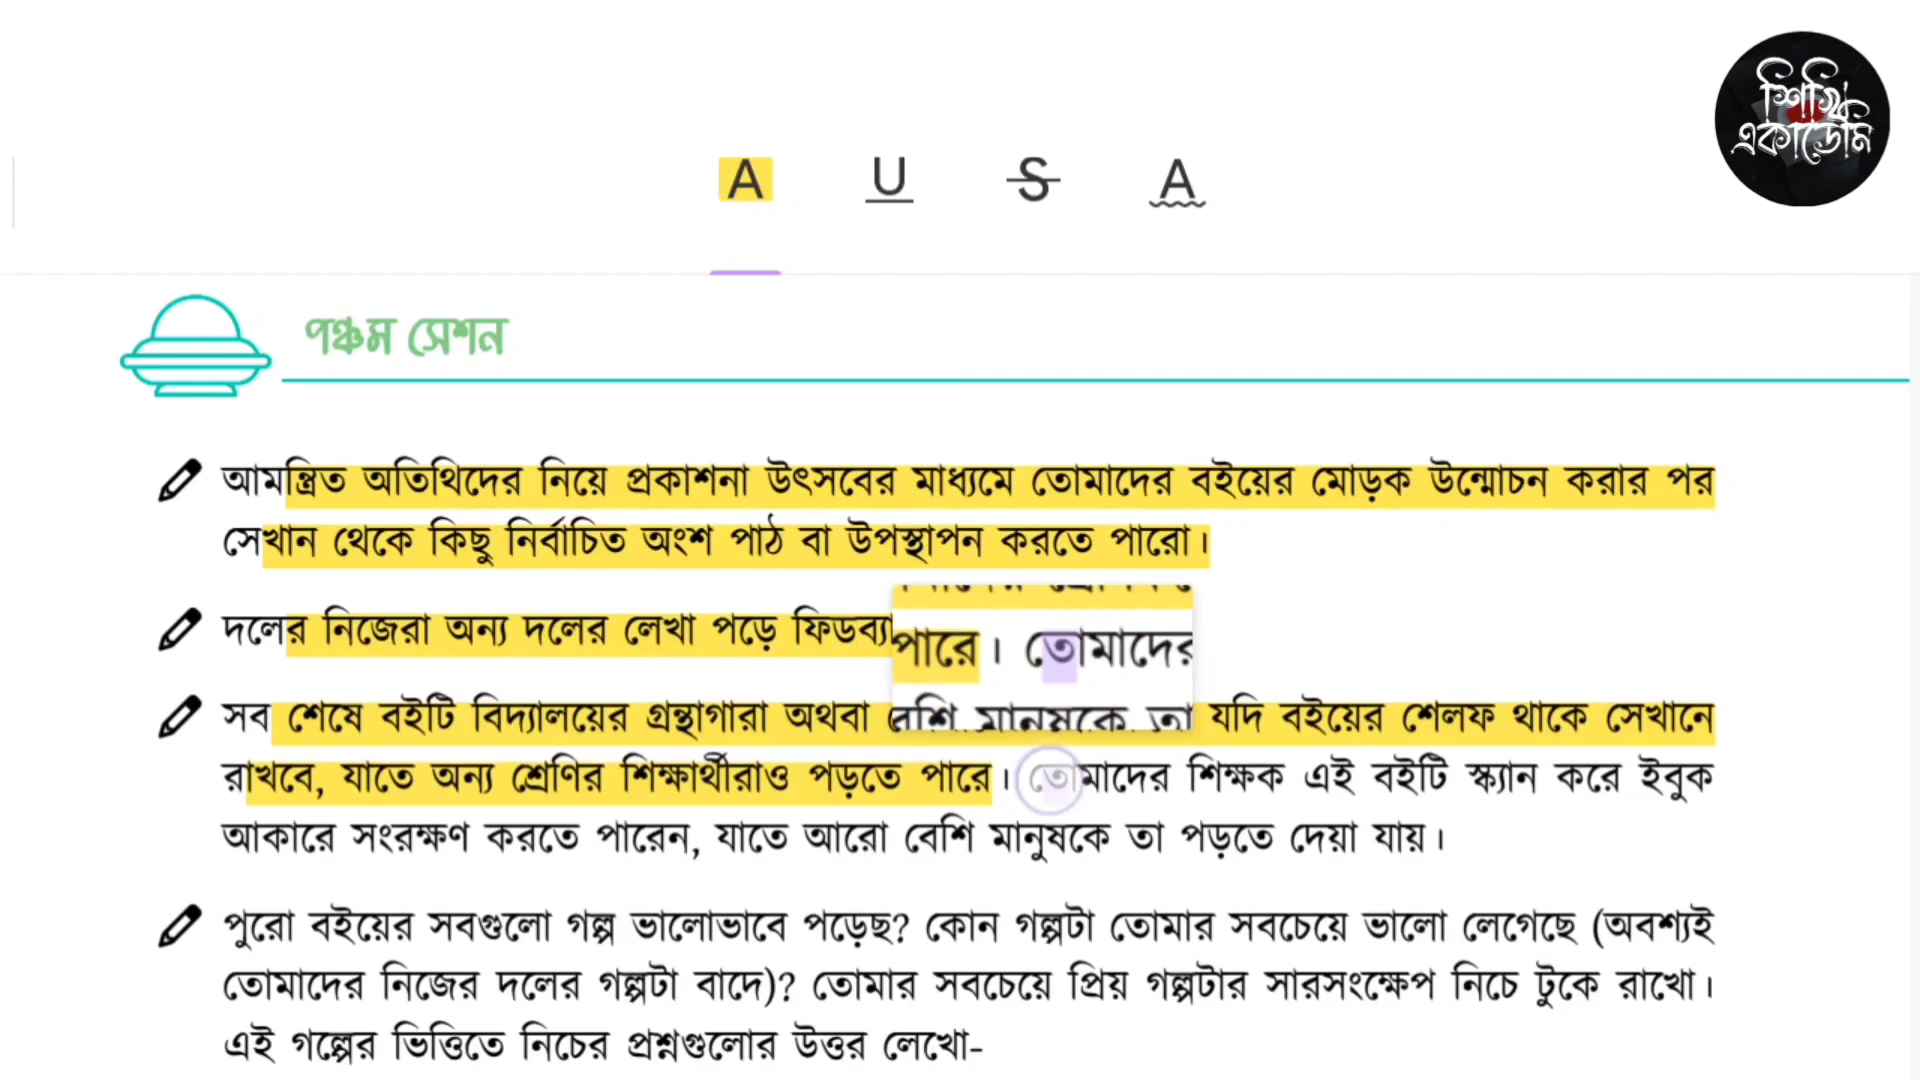 শিখি
একাডেমি
A U S A
পঞ্চম সেশন
আমন্ত্রিত অতিথিদের নিয়ে প্রকাশনা উৎসবের মাধ্যমে তোমাদের বইয়ের মোড়ক উন্মোচন করার পর
সেখান থেকে কিছু নির্বাচিত অংশ পাঠ বা উপস্থাপন করতে পারো।
দলের নিজেরা অন্য দলের লেখা পড়ে
পারে। তোমাদের
বেশি মানুষকে তা
সব শেষে বইটি বিদ্যালয়ের গ্রন্থাগারা অথবা যদি বইয়ের শেলফ থাকে সেখানে
রাখবে, যাতে অন্য শ্রেণির শিক্ষার্থীরাও পড়তে পারে। তোমাদের শিক্ষক এই বইটি স্ক্যান করে ইবুক
আকারে সংরক্ষণ করতে পারেন, যাতে আরো বেশি মানুষকে তা পড়তে দেয়া যায়।
পুরো বইয়ের সবগুলো গল্প ভালোভাবে পড়েছ? কোন গল্পটা তোমার সবচেয়ে ভালো লেগেছে (অবশ্যই
তোমাদের নিজের দলের গল্পটা বাদে)? তোমার সবচেয়ে প্রিয় গল্পটার সারসংক্ষেপ নিচে টুকে রাখো।
এই গল্পের ভিত্তিতে নিচের প্রশ্নগুলোর উত্তর লেখো-